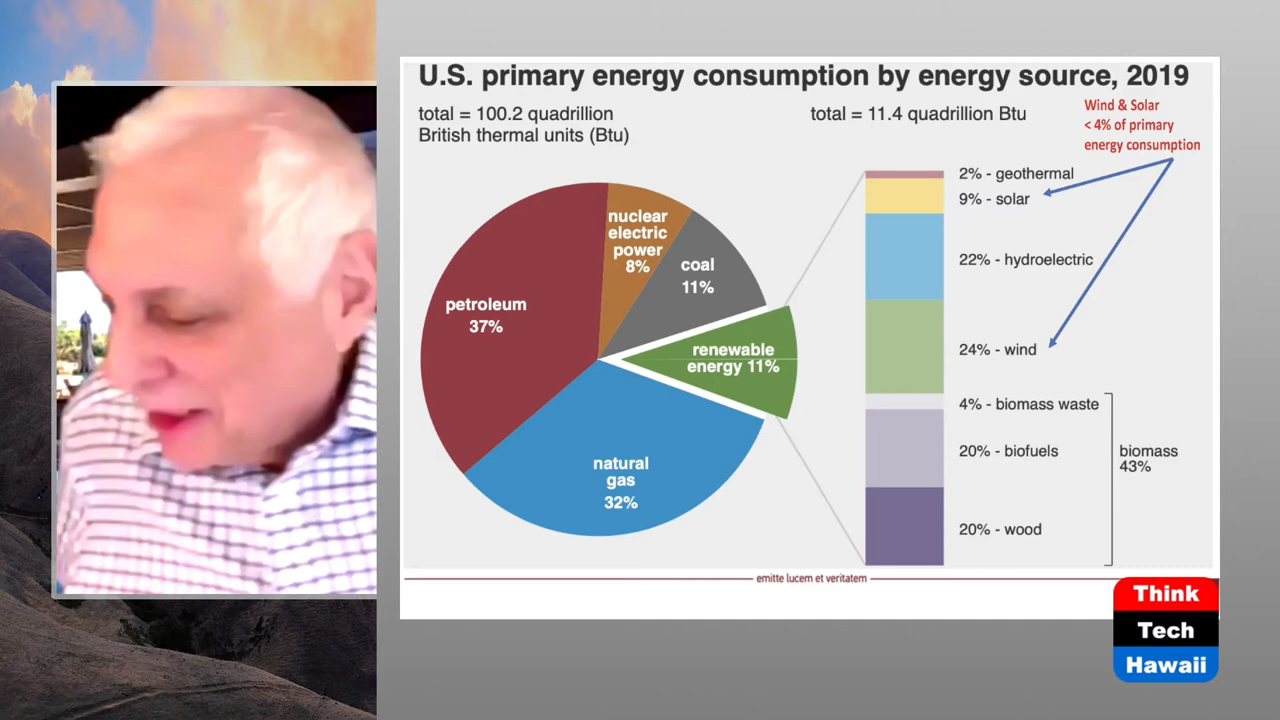 U.S. primary energy consumption by energy source, 2019
total = 100.2 quadrillion
British thermal units (Btu)
total = 11.4 quadrillion Btu
Wind & Solar
< 4% of primary
energy consumption
petroleum
37%
nuclear
electric
power
8%
coal
11%
renewable
energy 11%
natural
gas
32%
2% - geothermal
9% - solar
22% - hydroelectric
24% - wind
4% - biomass waste
20% - biofuels
20% - wood
biomass
43%
emitte lucem et veritatem
Think
Tech
Hawaii